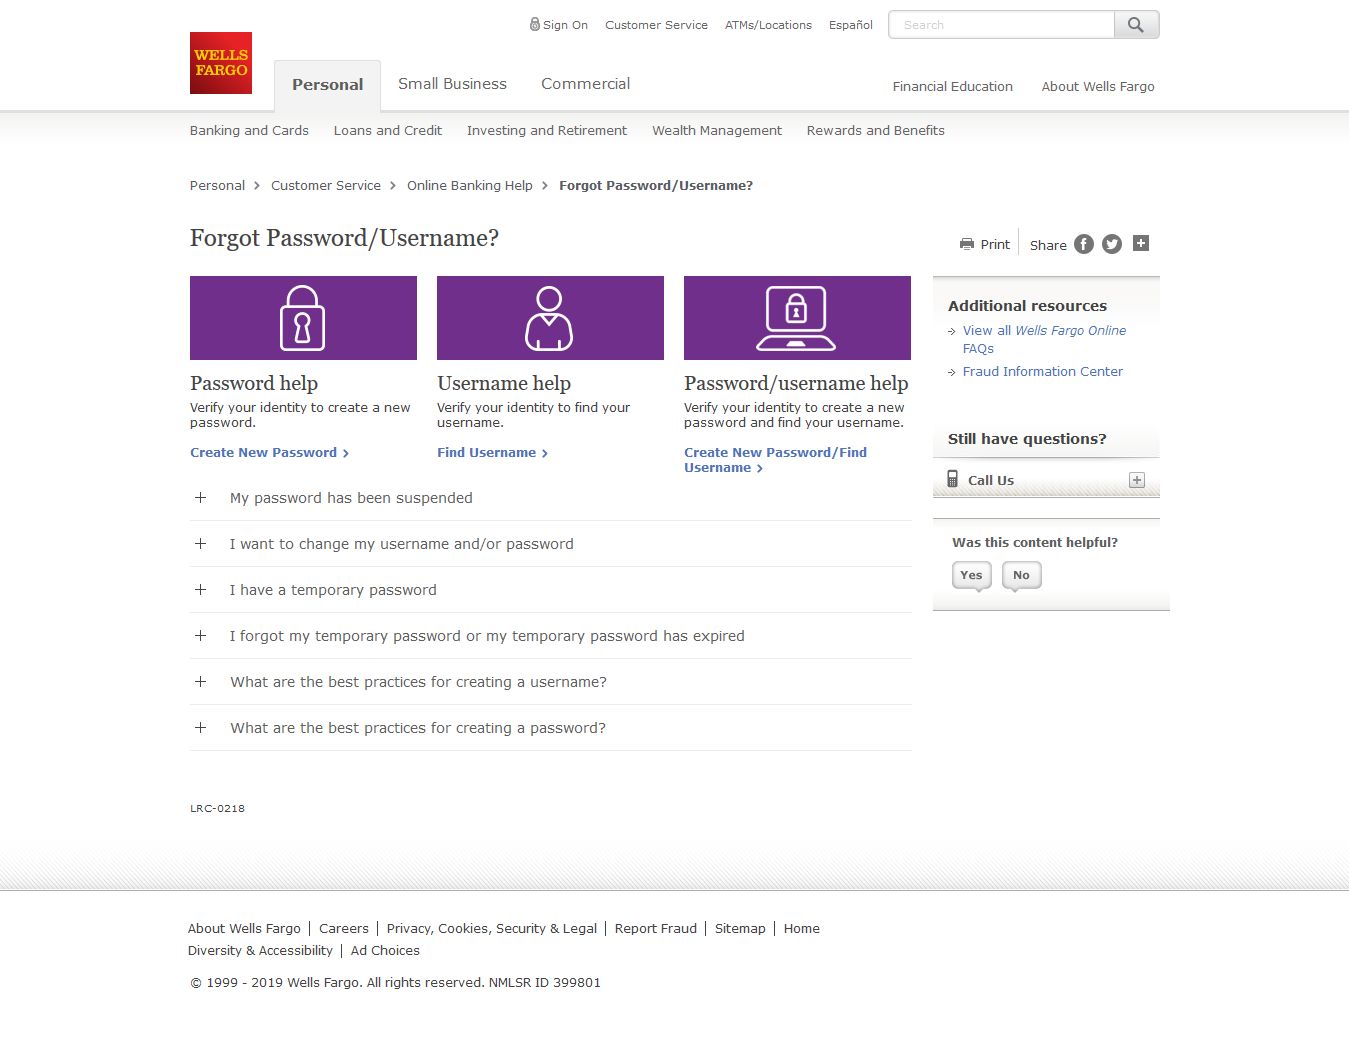 Sign On Customer Service ATMs/Locations Español Search
WELLS
FARGO
Personal Small Business Commercial Financial Education About Wells Fargo
Banking and Cards Loans and Credit Investing and Retirement Wealth Management Rewards and Benefits
Personal Customer Service Online Banking Help Forgot Password/Username?
Forgot Password/Username?
Print Share
Password help
Verify your identity to create a new
password.
Create New Password
Username help
Verify your identity to find your
username.
Find Username
Password/username help
Verify your identity to create a new
password and find your username.
Create New Password/Find
Username
My password has been suspended
I want to change my username and/or password
I have a temporary password
I forgot my temporary password or my temporary password has expired
What are the best practices for creating a username?
What are the best practices for creating a password?
LRC-0218
Additional resources
View all Wells Fargo Online
FAQs
Fraud Information Center
Still have questions?
Call Us
Was this content helpful?
Yes No
About Wells Fargo Careers Privacy, Cookies, Security & Legal Report Fraud Sitemap Home
Diversity & Accessibility Ad Choices
© 1999 - 2019 Wells Fargo. All rights reserved. NMLSR ID 399801